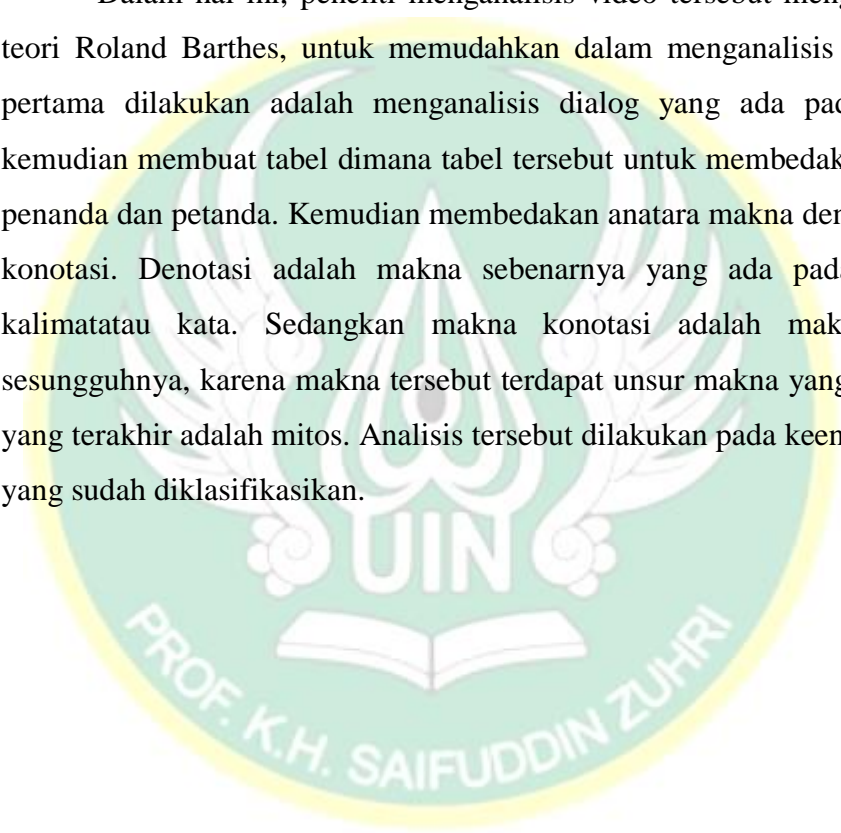 Dalam hal ini, peneliti menganalisis video tersebut meng
teori Roland Barthes, untuk memudahkan dalam menganalisis
pertama dilakukan adalah menganalisis dialog yang ada pad
kemudian membuat tabel dimana tabel tersebut untuk membedak
penanda dan petanda. Kemudian membedakan anatara makna den
konotasi. Denotasi adalah makna sebenarnya yang ada pada
kalimatatau kata. Sedangkan makna konotasi adalah mak
sesungguhnya, karena makna tersebut terdapat unsur makna yang
yang terakhir adalah mitos. Analisis tersebut dilakukan pada keen
yang sudah diklasifikasikan.
UIN
PROF. K.H. SAIFUDDIN ZUHRI